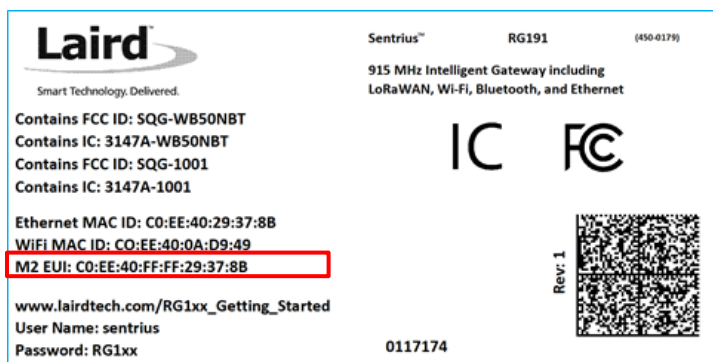 Laird™
Smart Technology. Delivered.
Sentrius™ RG191 (450-0179)
915 MHz Intelligent Gateway including
LoRaWAN, Wi-Fi, Bluetooth, and Ethernet
Contains FCC ID: SQG-WB50NBT
Contains IC: 3147A-WB50NBT
Contains FCC ID: SQG-1001
Contains IC: 3147A-1001
IC FC
Ethernet MAC ID: C0:EE:40:29:37:8B
WiFi MAC ID: CO:EE:40:0A:D9:49
M2 EUI: C0:EE:40:FF:FF:29:37:8B
Rev: 1
www.lairdtech.com/RG1xx_Getting_Started
User Name: sentrius
Password: RG1xx
0117174